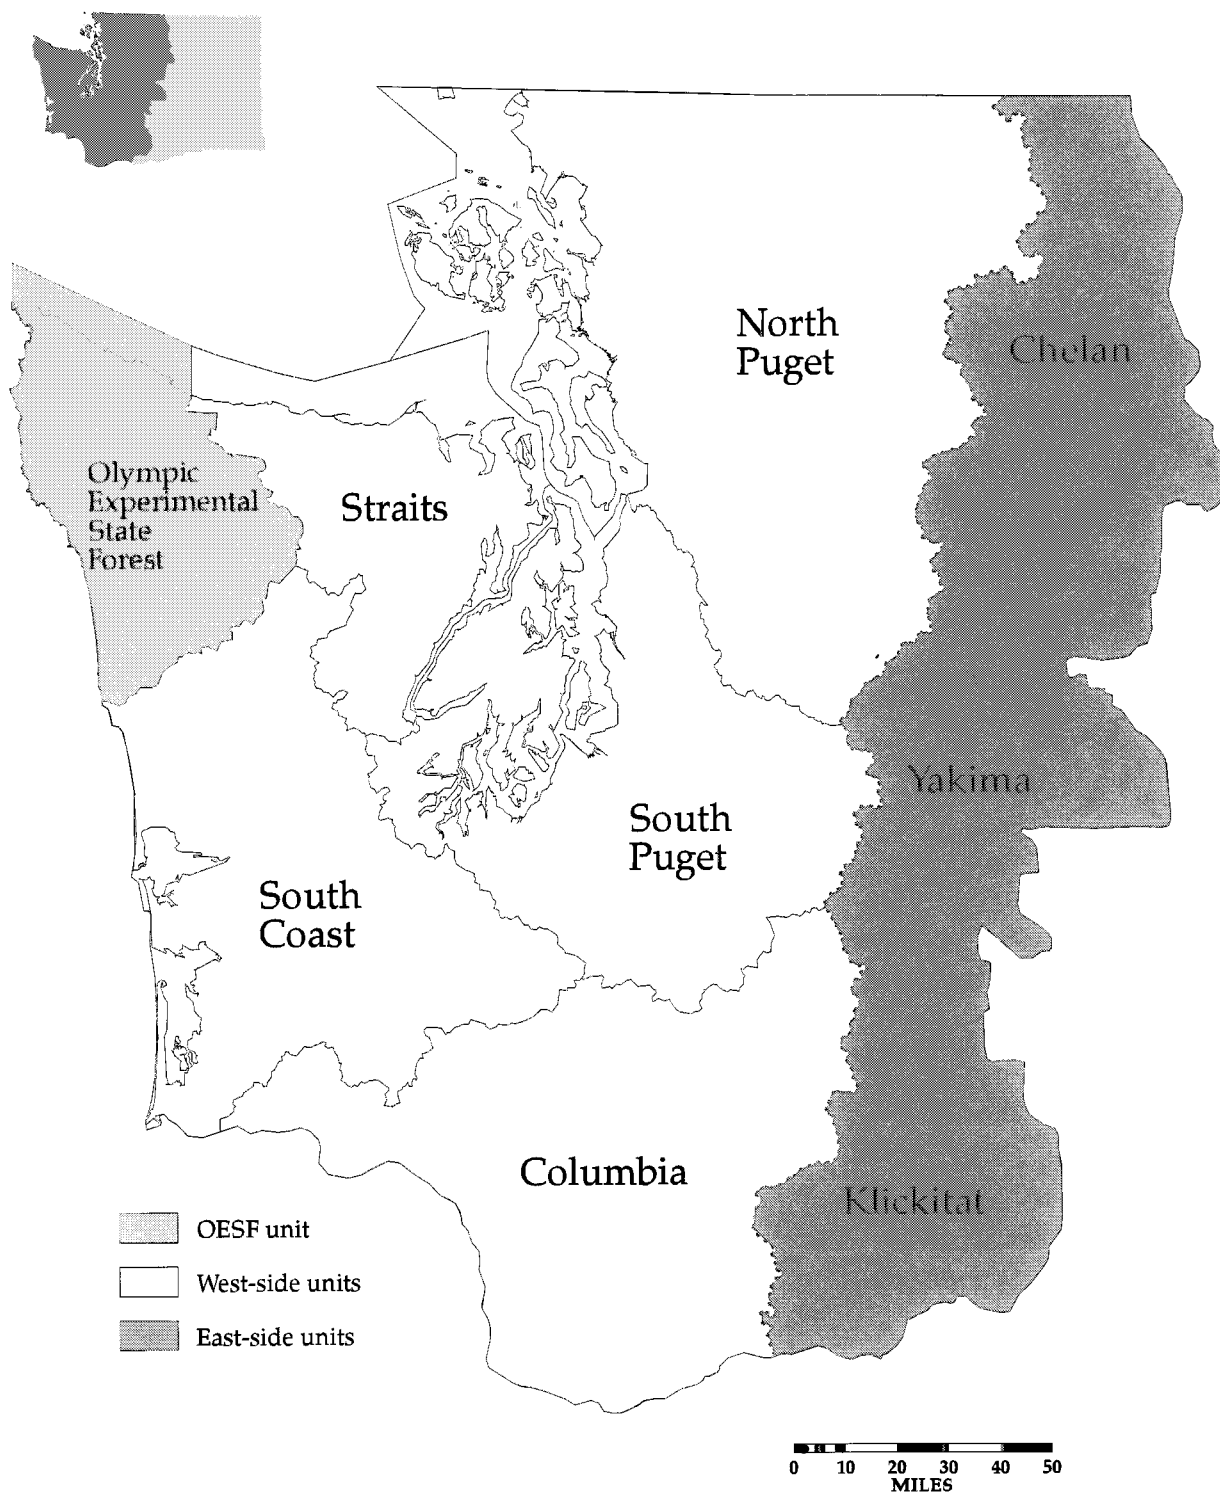 North
Puget
Chelan
Olympic
Experimental
State
Forest
Straits
Yakima
South
Puget
South
Coast
Columbia
Klickitat
OESF unit
West-side units
East-side units
0 10 20 30 40 50
MILES